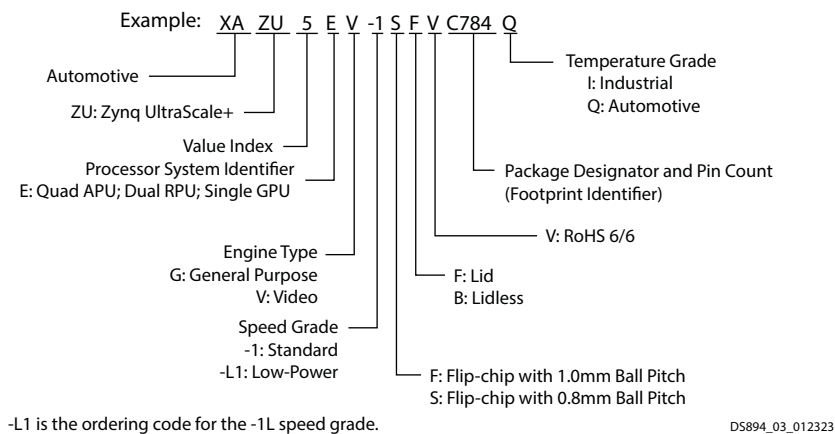 Example: XA ZU 5 E V -1 S F V C784 Q
Automotive
ZU: Zynq UltraScale+
Value Index
Processor System Identifier
E: Quad APU; Dual RPU; Single GPU
Engine Type
G: General Purpose
V: Video
Speed Grade
-1: Standard
-L1: Low-Power
Temperature Grade
I: Industrial
Q: Automotive
Package Designator and Pin Count
(Footprint Identifier)
V: RoHS 6/6
F: Lid
B: Lidless
F: Flip-chip with 1.0mm Ball Pitch
S: Flip-chip with 0.8mm Ball Pitch
-L1 is the ordering code for the -1L speed grade.
DS894_03_012323